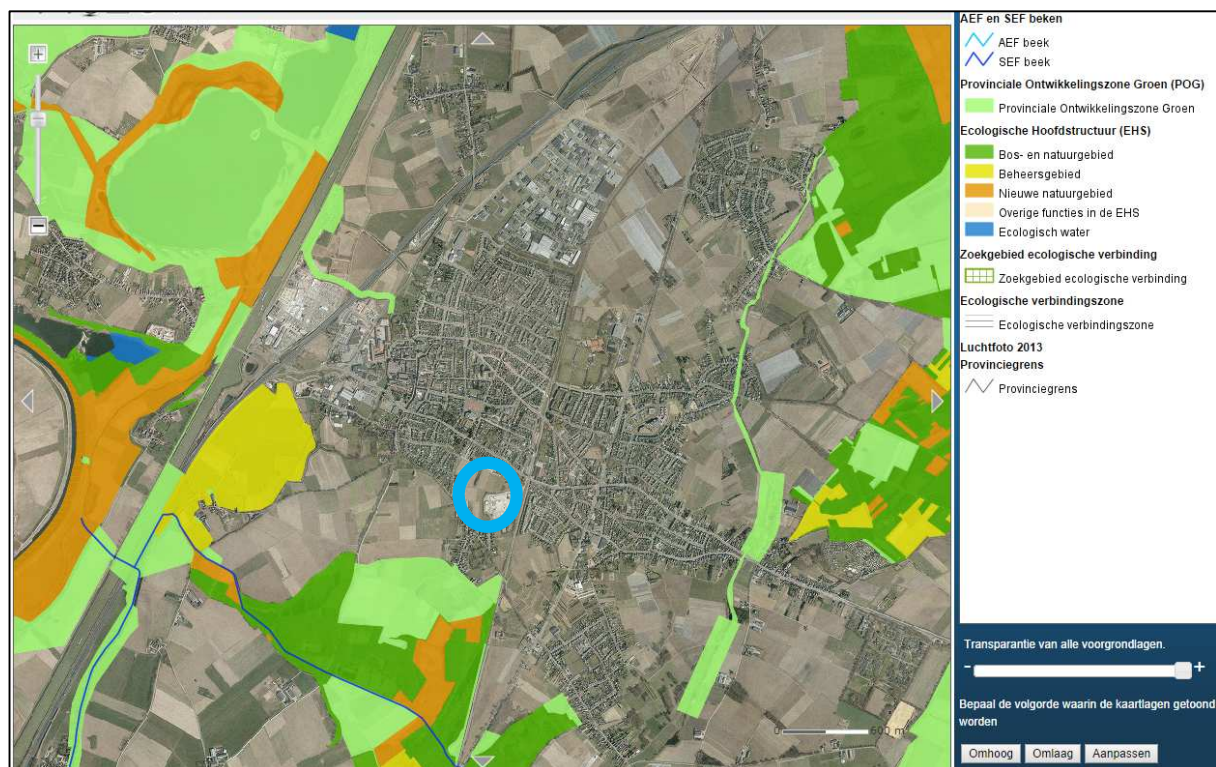 AEF en SEF beken
AEF beek
SEF beek
Provinciale Ontwikkelingszone Groen (POG)
Provinciale Ontwikkelingszone Groen
Ecologische Hoofdstructuur (EHS)
Bos- en natuurgebied
Beheersgebied
Nieuwe natuurgebied
Overige functies in de EHS
Ecologisch water
Zoekgebied ecologische verbinding
Zoekgebied ecologische verbinding
Ecologische verbindingszone
Ecologische verbindingszone
Luchtfoto 2013
Provinciegrens
Provinciegrens
Transparantie van alle voorgrondlagen.
- +
Bepaal de volgorde waarin de kaartlagen getoond
worden
Omhoog Omlaag Aanpassen
0 600 m